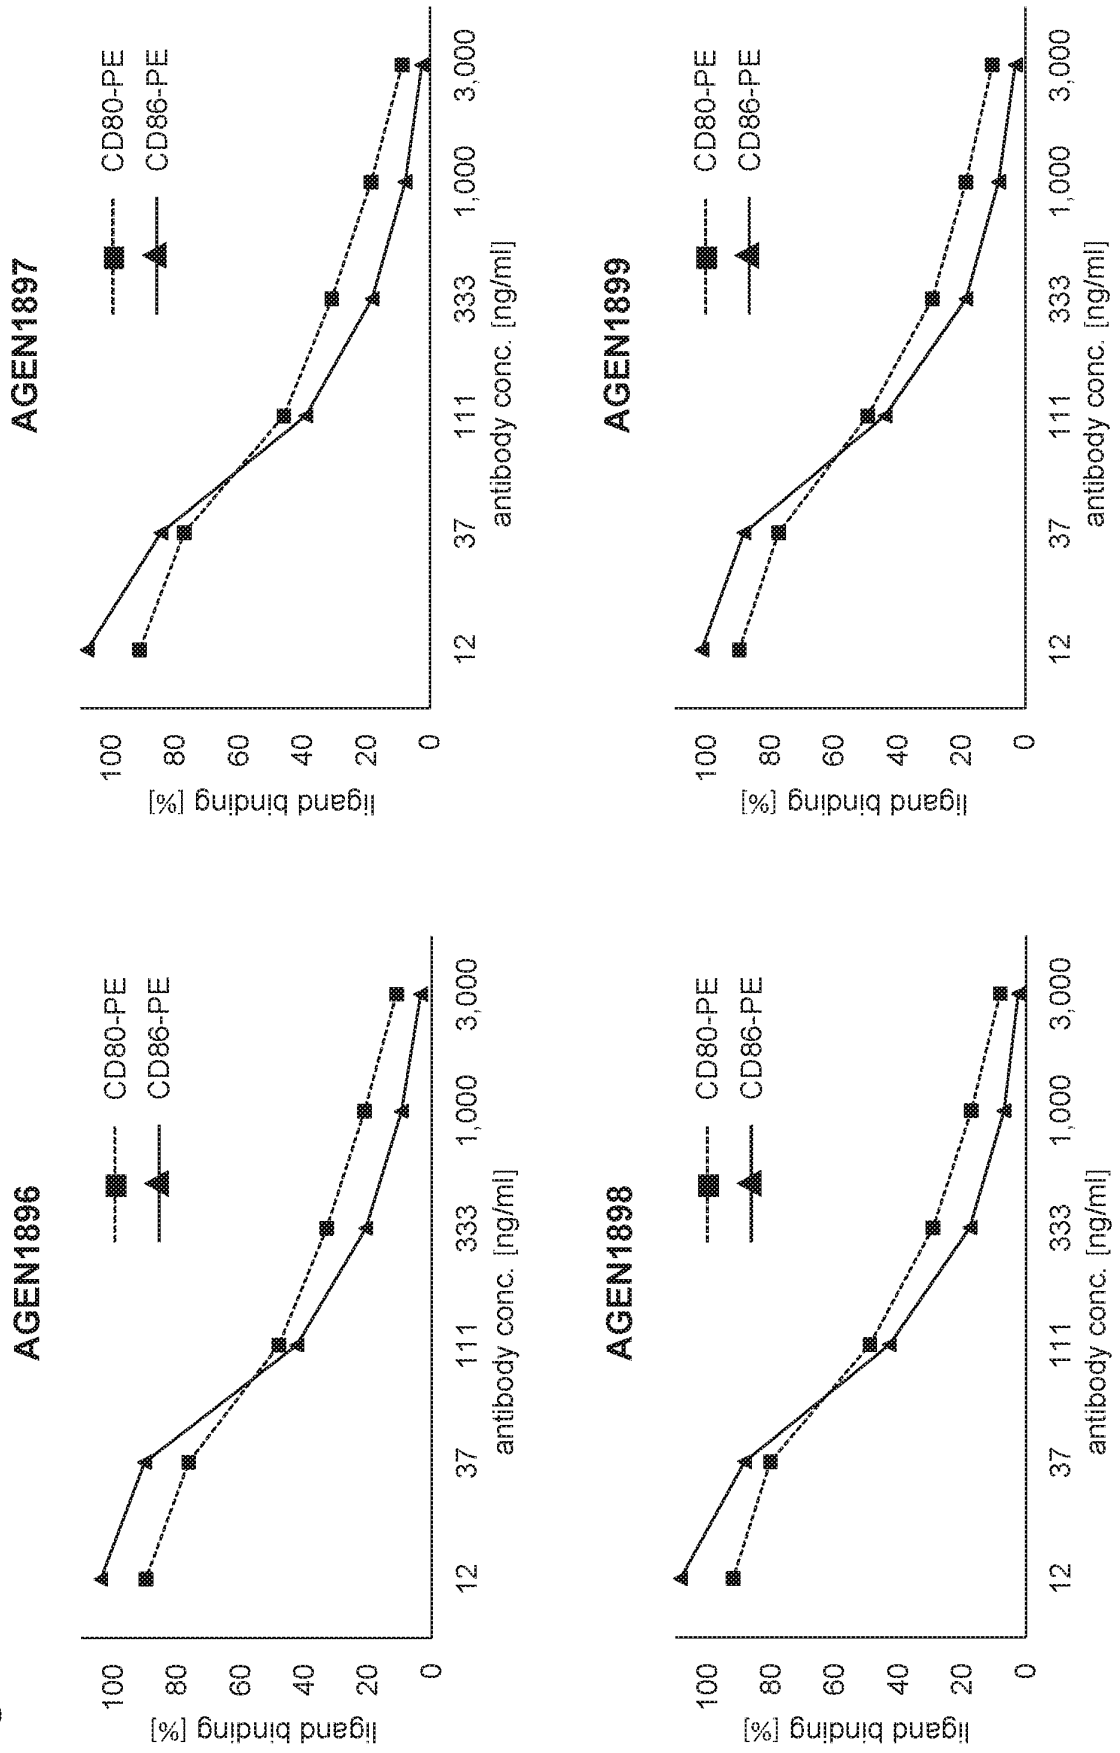 AGEN1896
ligand binding [%]
100
80
60
40
20
0
CD80-PE
CD86-PE
12 37 111 333 1,000 3,000
antibody conc. [ng/ml]
AGEN1897
ligand binding [%]
100
80
60
40
20
0
CD80-PE
CD86-PE
12 37 111 333 1,000 3,000
antibody conc. [ng/ml]
AGEN1898
ligand binding [%]
100
80
60
40
20
0
CD80-PE
CD86-PE
12 37 111 333 1,000 3,000
antibody conc. [ng/ml]
AGEN1899
ligand binding [%]
100
80
60
40
20
0
CD80-PE
CD86-PE
12 37 111 333 1,000 3,000
antibody conc. [ng/ml]